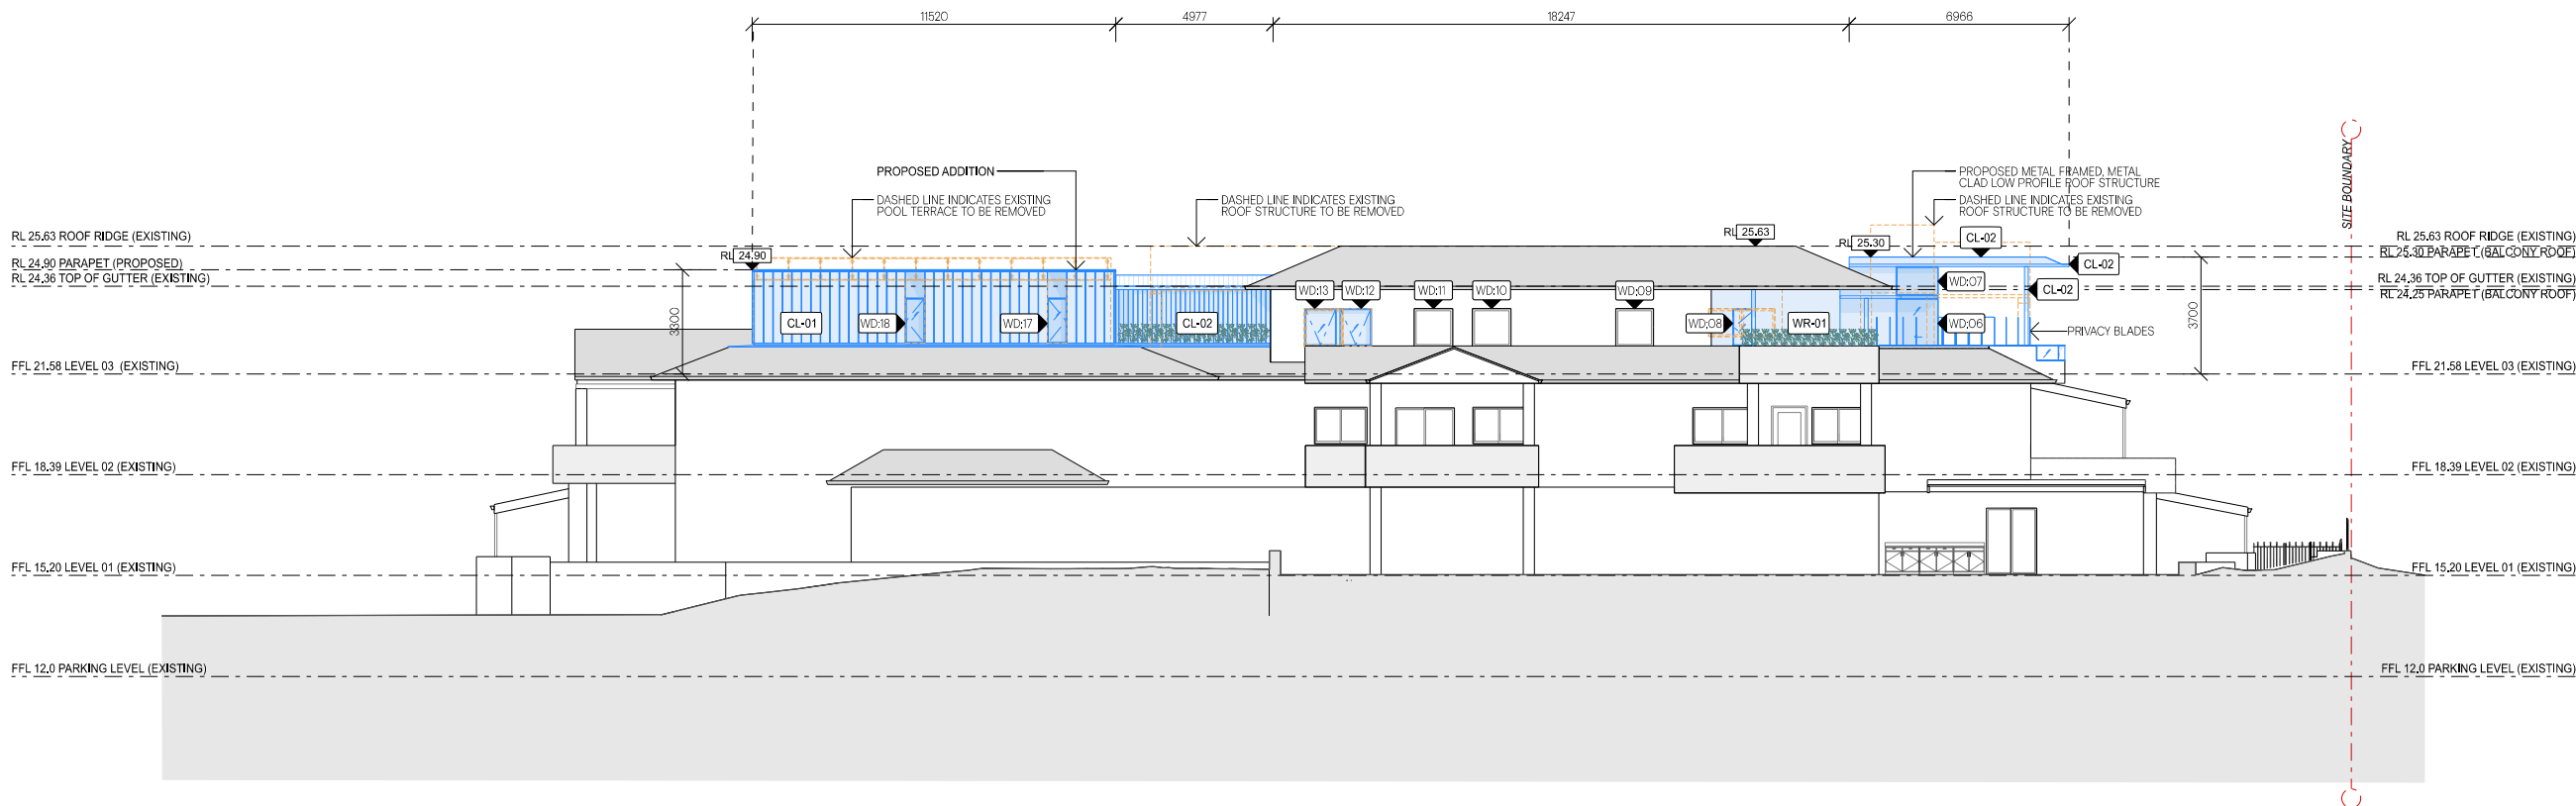 11520
4977
18247
6966
PROPOSED ADDITION
DASHED LINE INDICATES EXISTING
POOL TERRACE TO BE REMOVED
DASHED LINE INDICATES EXISTING
ROOF STRUCTURE TO BE REMOVED
PROPOSED METAL FRAMED, METAL
CLAD LOW PROFILE ROOF STRUCTURE
DASHED LINE INDICATES EXISTING
ROOF STRUCTURE TO BE REMOVED
SITE BOUNDARY
RL 25.63 ROOF RIDGE (EXISTING)
RL 24.90 PARAPET (PROPOSED)
RL 24.36 TOP OF GUTTER (EXISTING)
RL 24.90
RL 25.63
RL 25.30
CL-02
CL-02
CL-02
RL 25.63 ROOF RIDGE (EXISTING)
RL 25.30 PARAPET (BALCONY ROOF)
RL 24.36 TOP OF GUTTER (EXISTING)
RL 24.25 PARAPET (BALCONY ROOF)
3300
CL-01
WD:18
WD:17
CL-02
WD:13
WD:12
WD:11
WD:10
WD:09
WD:08
WR-01
WD:07
WD:06
PRIVACY BLADES
3700
FFL 21.58 LEVEL 03 (EXISTING)
FFL 21.58 LEVEL 03 (EXISTING)
FFL 18.39 LEVEL 02 (EXISTING)
FFL 18.39 LEVEL 02 (EXISTING)
FFL 15.20 LEVEL 01 (EXISTING)
FFL 15.20 LEVEL 01 (EXISTING)
FFL 12.0 PARKING LEVEL (EXISTING)
FFL 12.0 PARKING LEVEL (EXISTING)